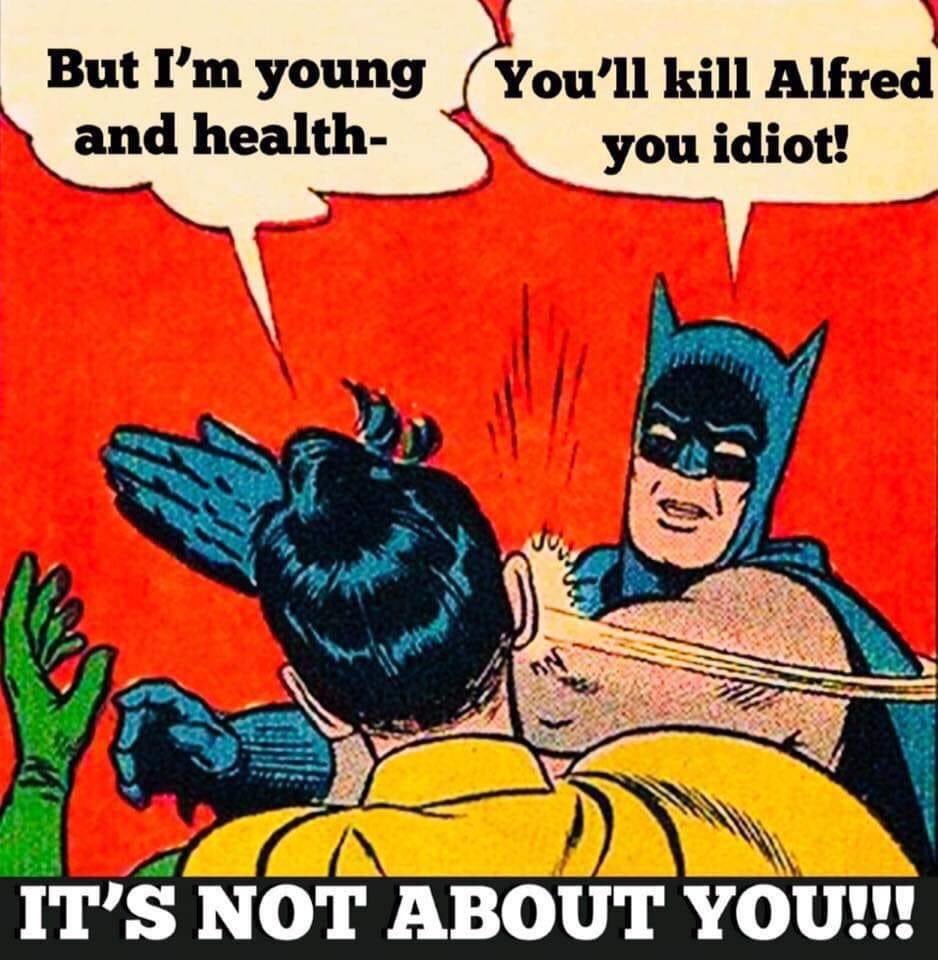 But I’m young
and health-
You’ll kill Alfred
you idiot!
IT’S NOT ABOUT YOU!!!